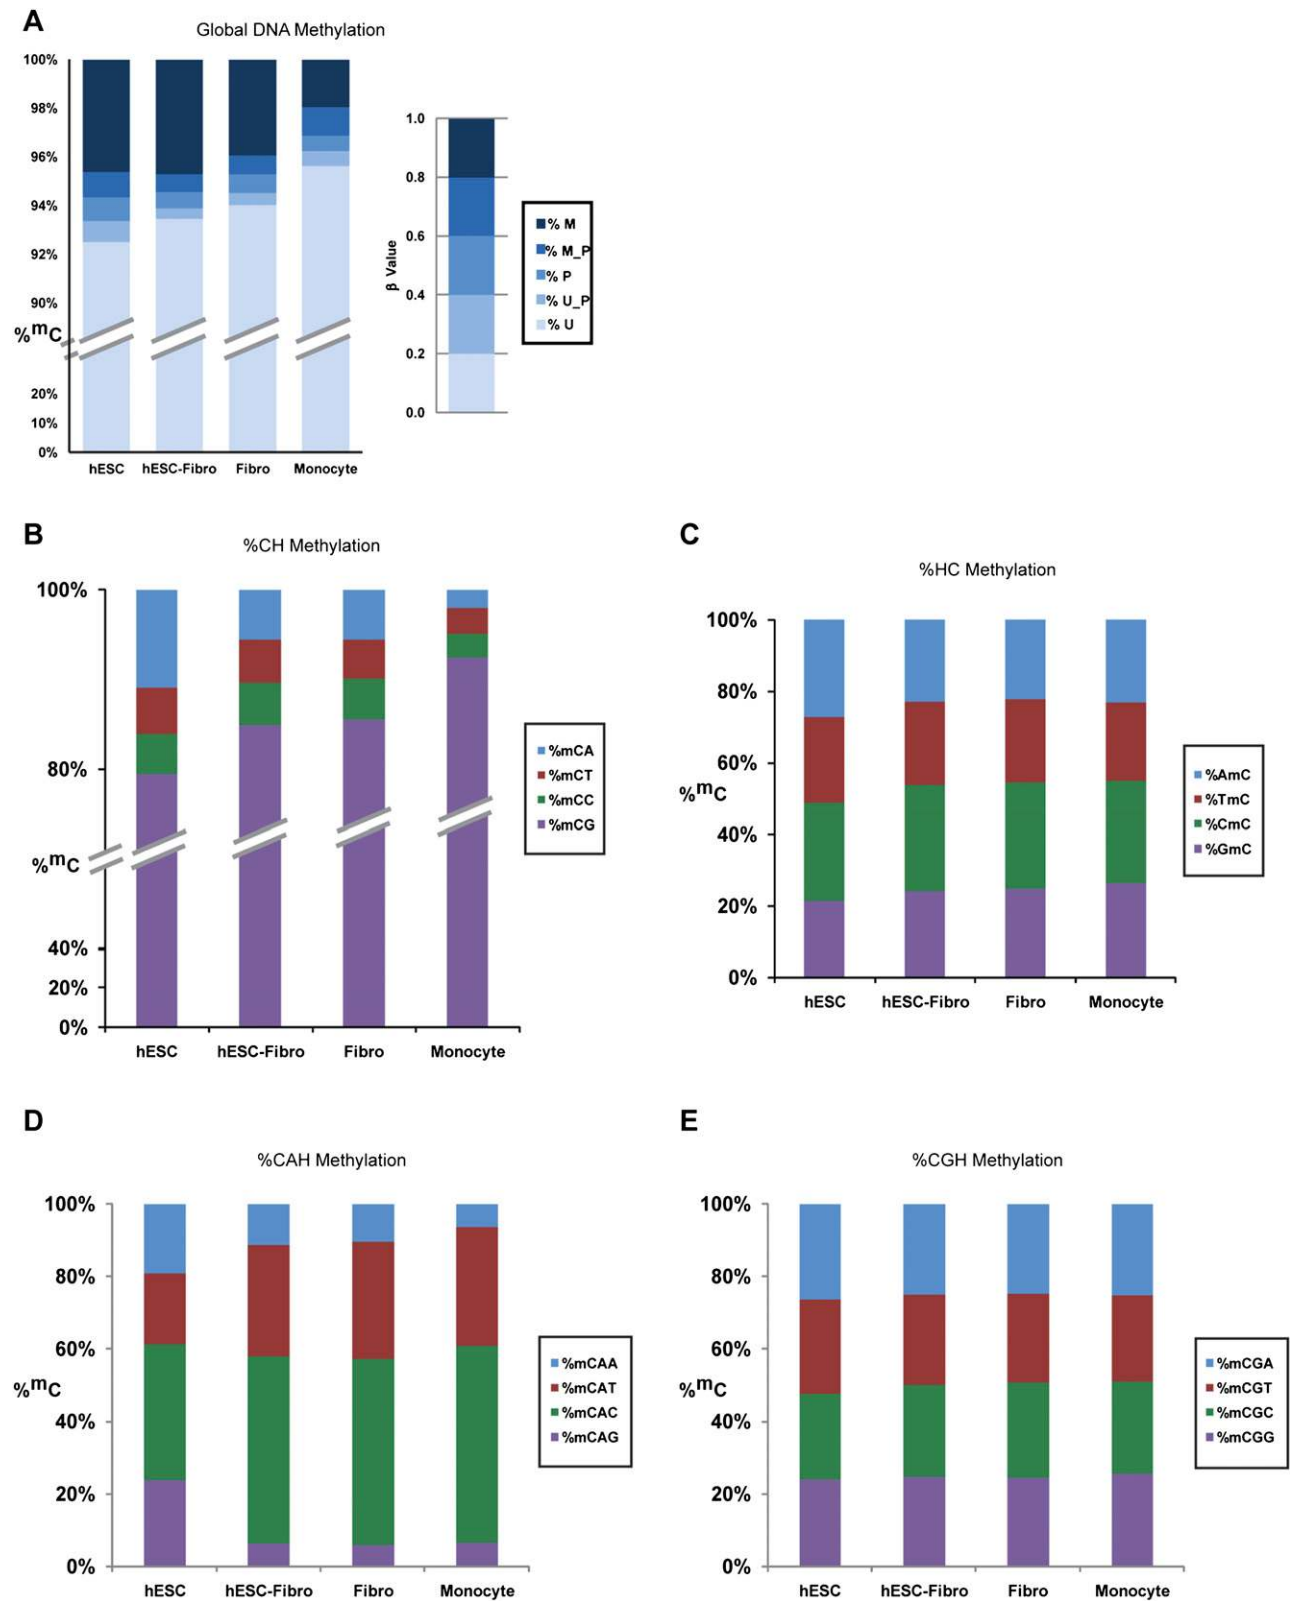 A
Global DNA Methylation
100%
98%
96%
94%
92%
90%
%mC
20%
10%
0%
hESC hESC-Fibro Fibro Monocyte
1.0
0.8
0.6
0.4
0.2
0.0
β Value
% M
% M_P
% P
% U_P
% U
B
%CH Methylation
100%
80%
%mC
40%
20%
0%
hESC hESC-Fibro Fibro Monocyte
%mCA
%mCT
%mCC
%mCG
C
%HC Methylation
100%
80%
60%
%mC
40%
20%
0%
hESC hESC-Fibro Fibro Monocyte
%AmC
%TmC
%CmC
%GmC
D
%CAH Methylation
100%
80%
60%
%mC
40%
20%
0%
hESC hESC-Fibro Fibro Monocyte
%mCAA
%mCAT
%mCAC
%mCAG
E
%CGH Methylation
100%
80%
60%
%mC
40%
20%
0%
hESC hESC-Fibro Fibro Monocyte
%mCGA
%mCGT
%mCGC
%mCGG